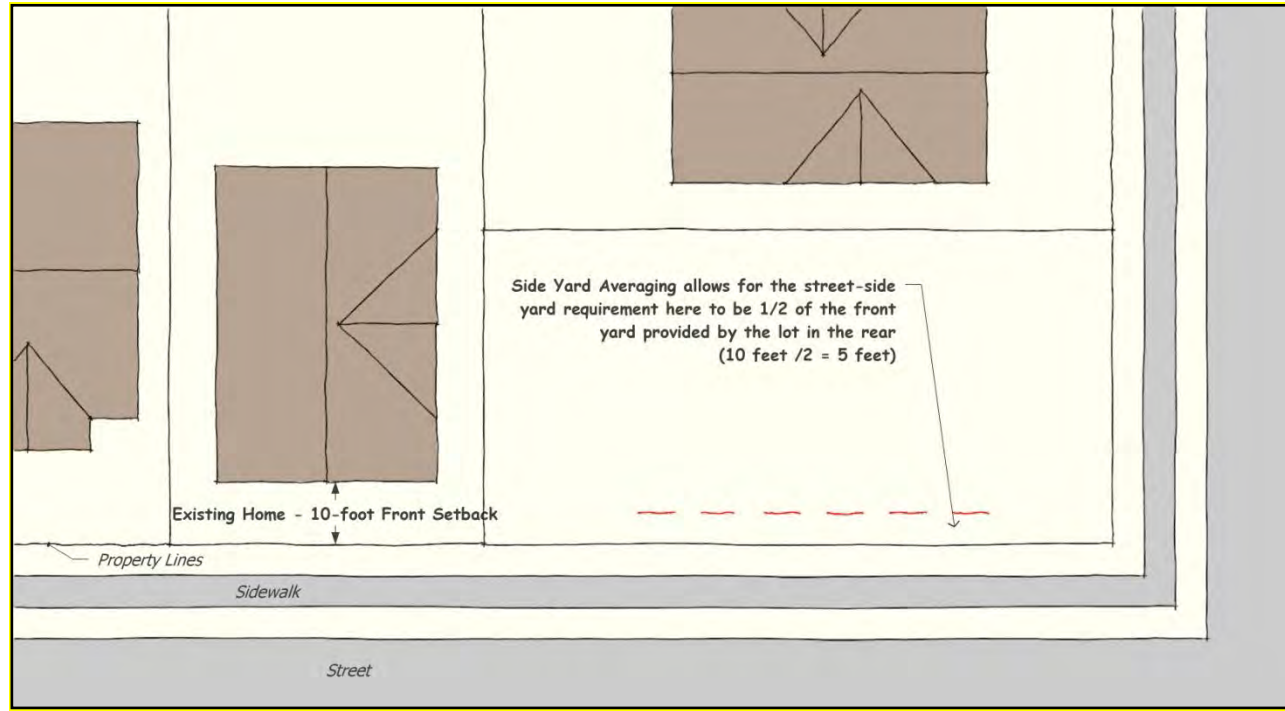 Side Yard Averaging allows for the street-side
yard requirement here to be 1/2 of the front
yard provided by the lot in the rear
(10 feet /2 = 5 feet)
Existing Home - 10-foot Front Setback
Property Lines
Sidewalk
Street